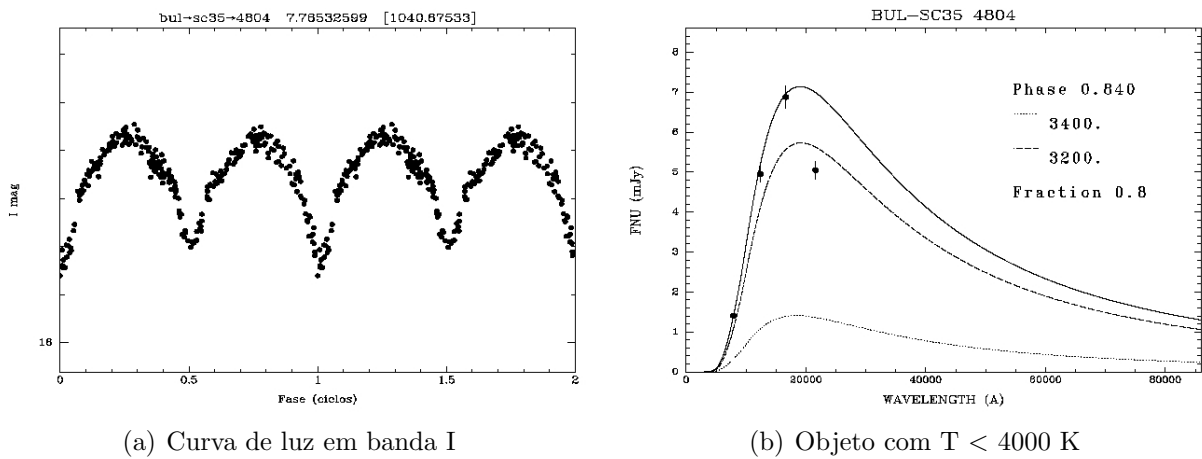 bul→sc35→4804 7.76532599 [1040.87533]
I mag
16
0 0.5 1 1.5 2
Fase (ciclos)
(a) Curva de luz em banda I
BUL−SC35 4804
FNU (mJy)
8
7
6
5
4
3
2
1
0
Phase 0.840
3400.
3200.
Fraction 0.8
0 20000 40000 60000 80000
WAVELENGTH (A)
(b) Objeto com T < 4000 K